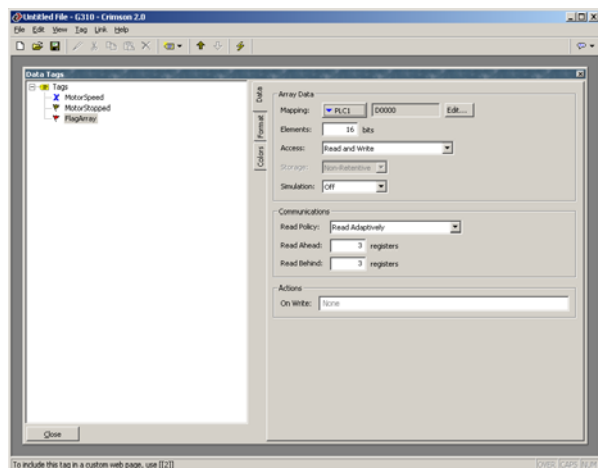 Untitled File - G310 - Crimson 2.0
File Edit View Tag Link Help
Data Tags
Tags
MotorSpeed
MotorStopped
FlagArray
Data
Format
Colors
Array Data
Mapping: PLC1 D0000 Edit...
Elements: 16 bits
Access: Read and Write
Storage: Non-Retentive
Simulation: Off
Communications
Read Policy: Read Adaptively
Read Ahead: 3 registers
Read Behind: 3 registers
Actions
On Write: None
Close
To include this tag in a custom web page, use [[2]]
OVER CAPS NUM